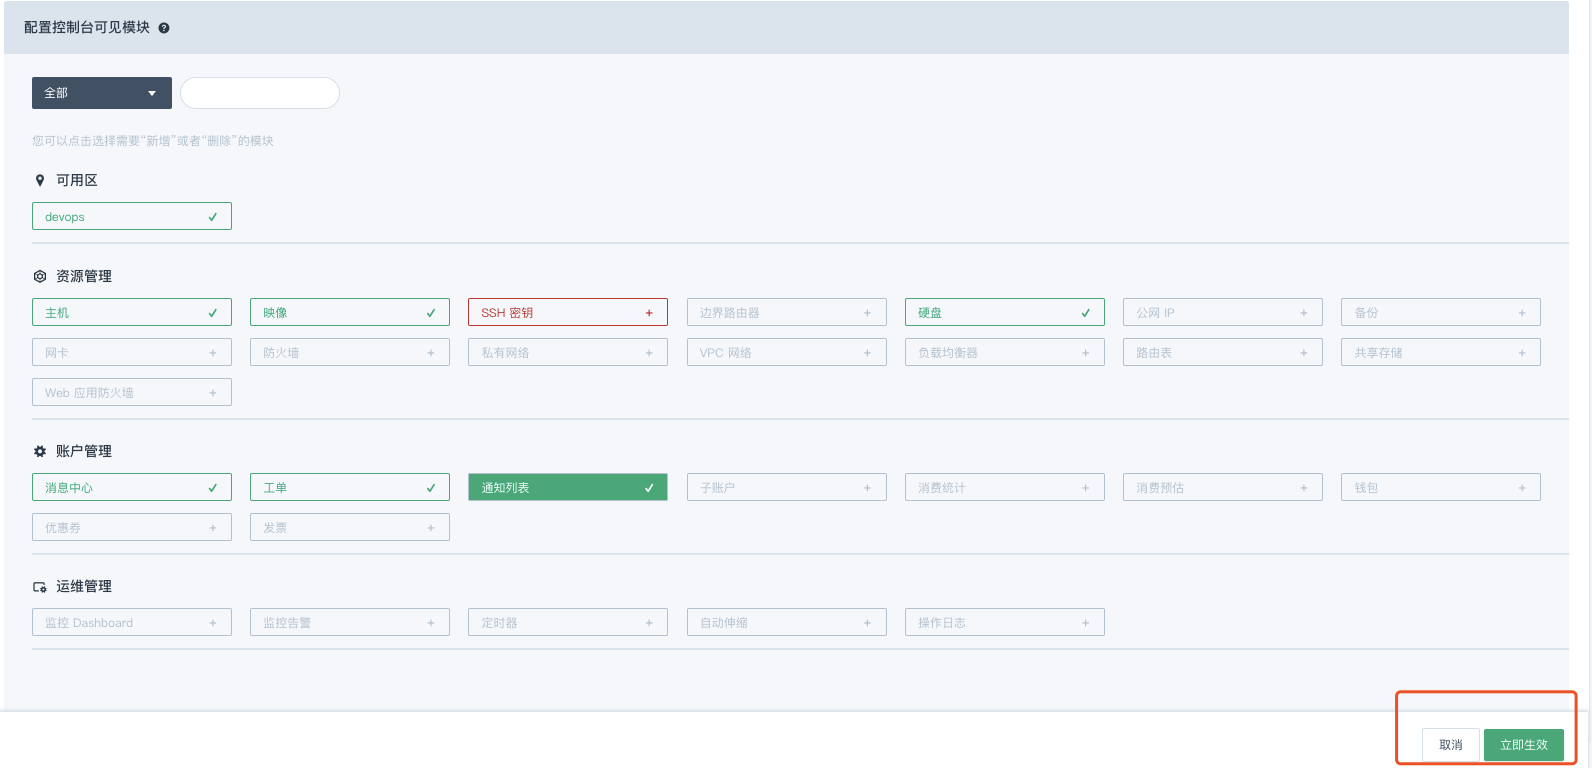 配置控制台可见模块
全部
您可以点击选择需要“新增”或者“删除”的模块
可用区
devops
资源管理
主机 映像 SSH 密钥 边界路由器 硬盘 公网 IP 备份
网卡 防火墙 私有网络 VPC 网络 负载均衡器 路由表 共享存储
Web 应用防火墙
账户管理
消息中心 工单 通知列表 子账户 消费统计 消费预估 钱包
优惠券 发票
运维管理
监控 Dashboard 监控告警 定时器 自动伸缩 操作日志
取消 立即生效